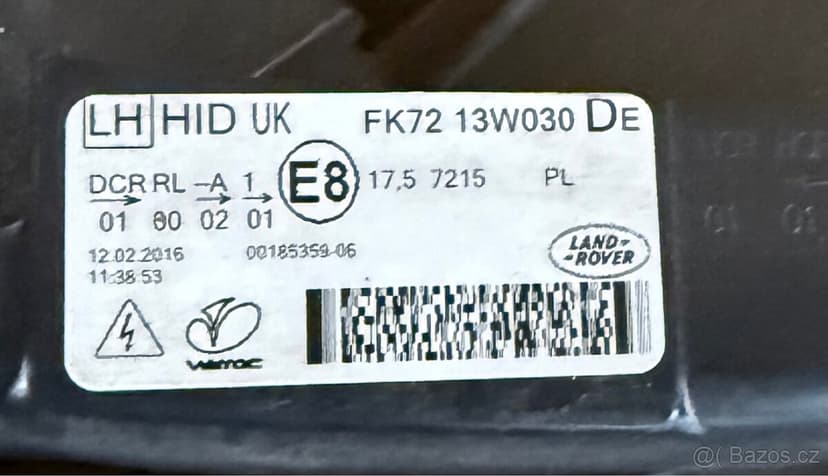 LH HID UK FK72 13W030 DE
DCR RL -A 1 E8 17,5 7215 PL
01 00 02 01
12.02.2016 00185359-06
11:38:53
LAND-
-ROVER
varroc
@( Bazos.cz